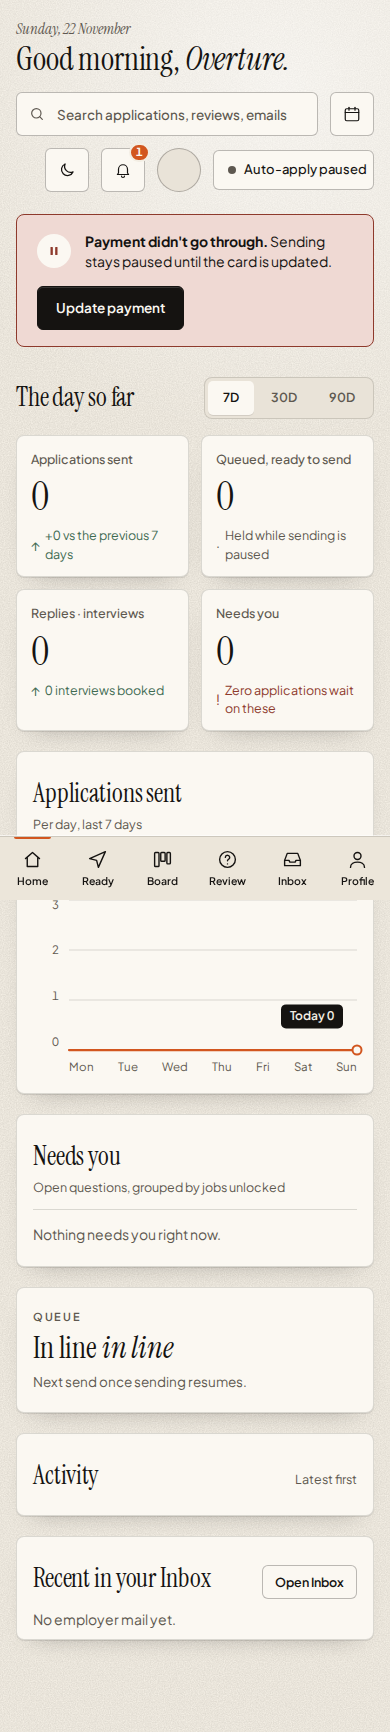 Sunday, 22 November
Good morning, Overture.
Search applications, reviews, emails
1
Auto-apply paused
Payment didn't go through. Sending
stays paused until the card is updated.
Update payment
The day so far
7D 30D 90D
Applications sent
0
+0 vs the previous 7
days
Queued, ready to send
0
Held while sending is
paused
Replies · interviews
0
0 interviews booked
Needs you
0
! Zero applications wait
on these
Applications sent
Per day, last 7 days
Home Ready Board Review Inbox Profile
3
2
1
Today 0
0
Mon Tue Wed Thu Fri Sat Sun
Needs you
Open questions, grouped by jobs unlocked
Nothing needs you right now.
QUEUE
In line in line
Next send once sending resumes.
Activity
Latest first
Recent in your Inbox
Open Inbox
No employer mail yet.